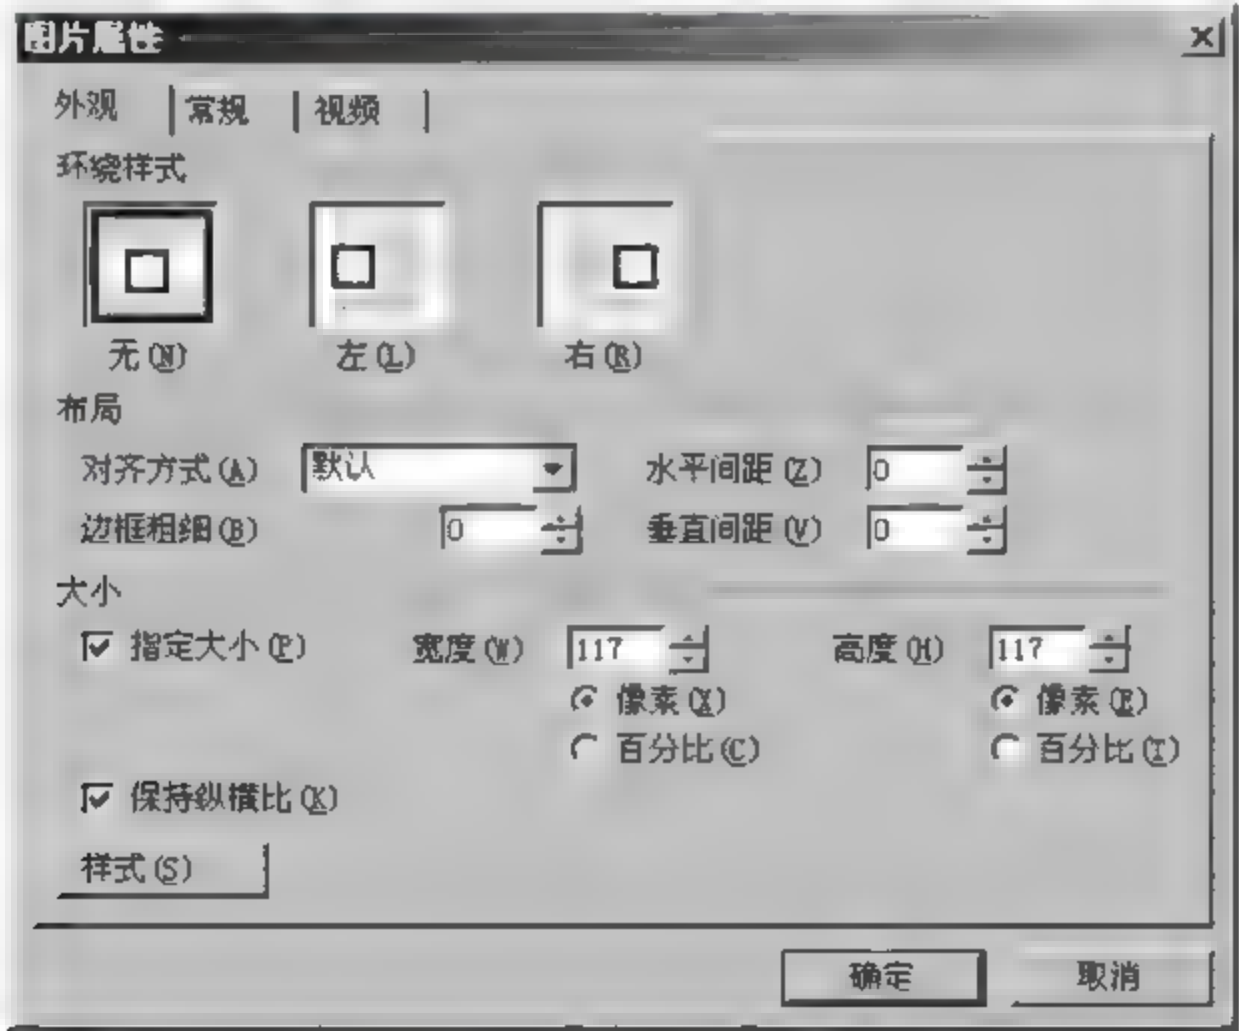 图片属性
外观 常规 视频
环绕样式
无(N) 左(L) 右(R)
布局
对齐方式(A) 默认 水平间距(Z) 0
边框粗细(B) 0 垂直间距(V) 0
大小
指定大小(P) 宽度(W) 117 高度(H) 117
像素(X) 像素(E)
百分比(C) 百分比(T)
保持纵横比(K)
样式(S)
确定 取消